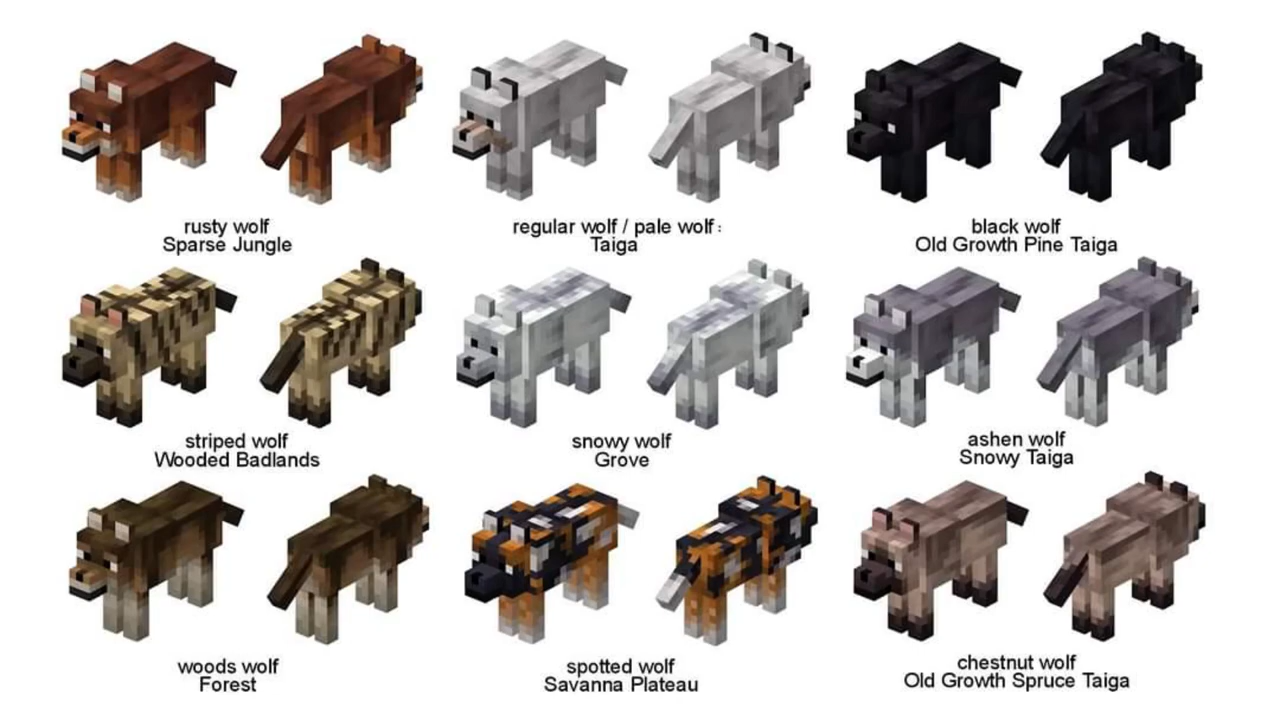 rusty wolf
Sparse Jungle
regular wolf / pale wolf :
Taiga
black wolf
Old Growth Pine Taiga
striped wolf
Wooded Badlands
snowy wolf
Grove
ashen wolf
Snowy Taiga
woods wolf
Forest
spotted wolf
Savanna Plateau
chestnut wolf
Old Growth Spruce Taiga